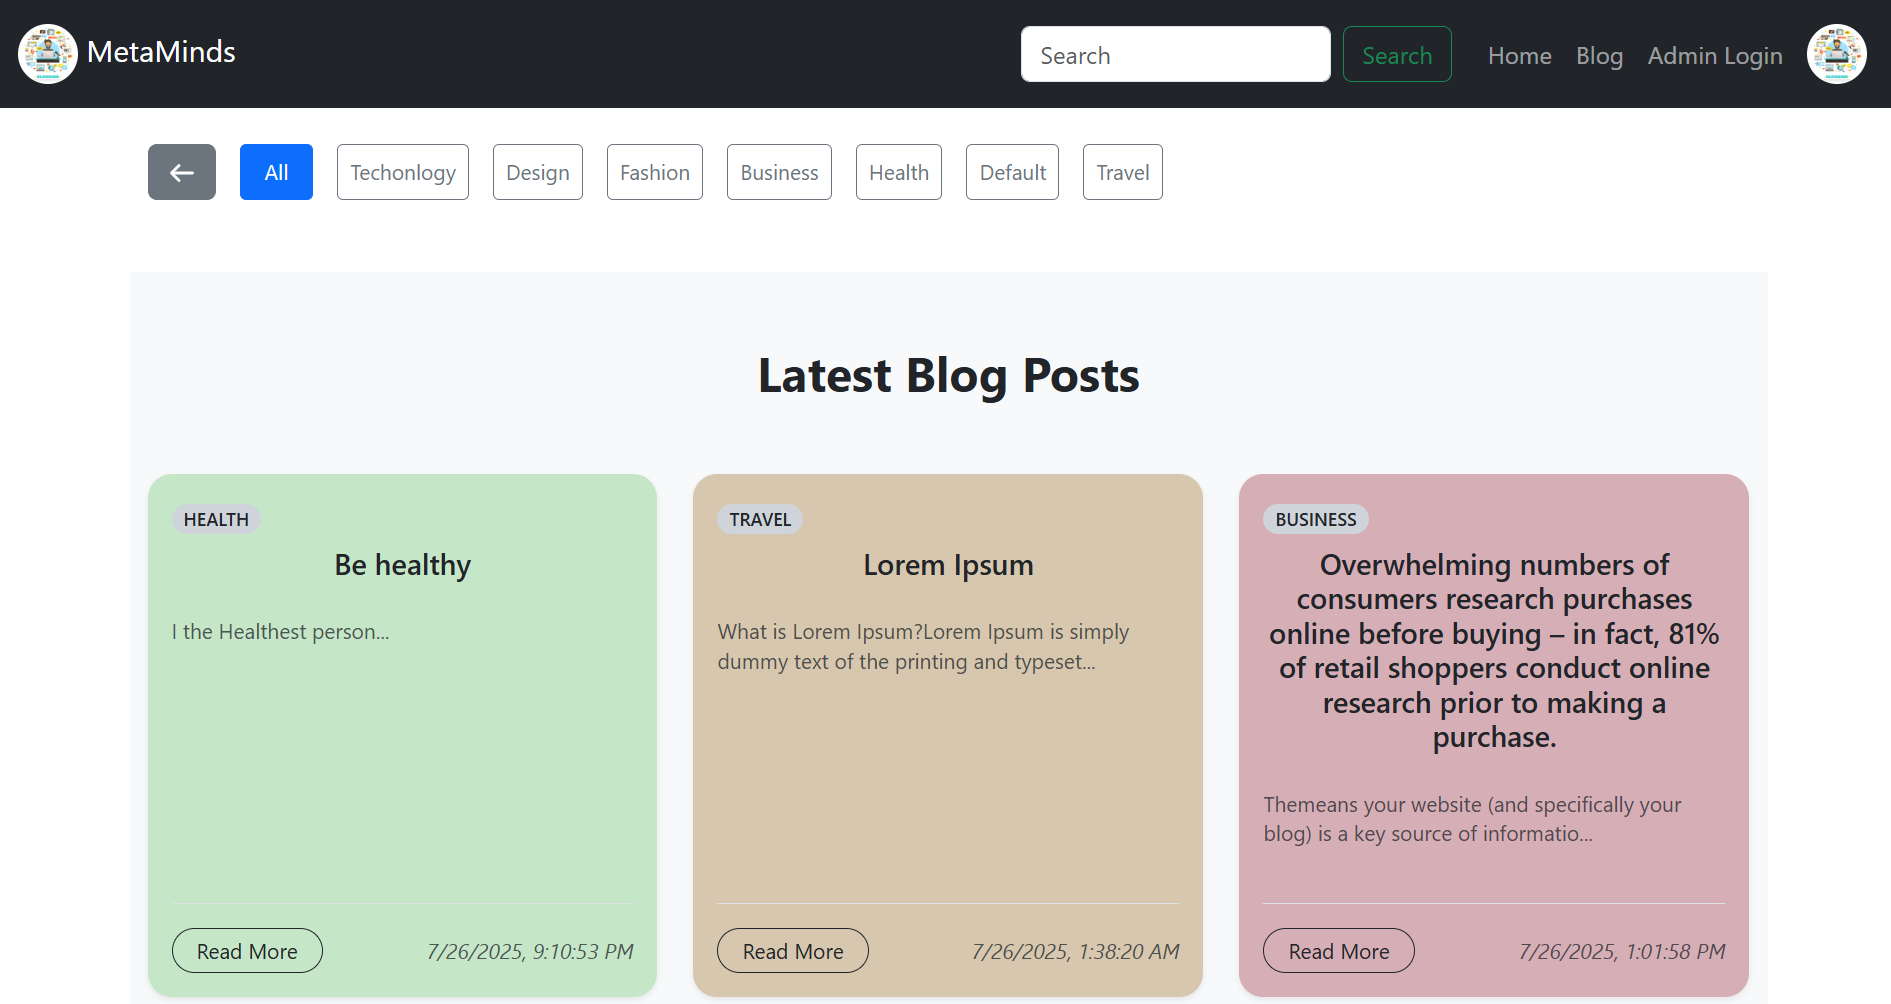 MetaMinds
Search
Search
Home
Blog
Admin Login
All
Techonlogy
Design
Fashion
Business
Health
Default
Travel
Latest Blog Posts
HEALTH
Be healthy
I the Healthest person...
Read More
7/26/2025, 9:10:53 PM
TRAVEL
Lorem Ipsum
What is Lorem Ipsum?Lorem Ipsum is simply
dummy text of the printing and typeset...
Read More
7/26/2025, 1:38:20 AM
BUSINESS
Overwhelming numbers of
consumers research purchases
online before buying – in fact, 81%
of retail shoppers conduct online
research prior to making a
purchase.
Themeans your website (and specifically your
blog) is a key source of informatio...
Read More
7/26/2025, 1:01:58 PM